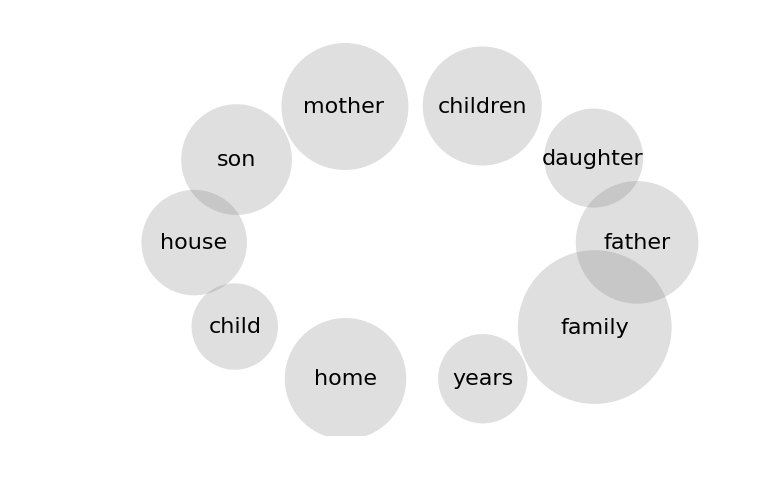 mother
children
son
daughter
house
father
child
family
home
years